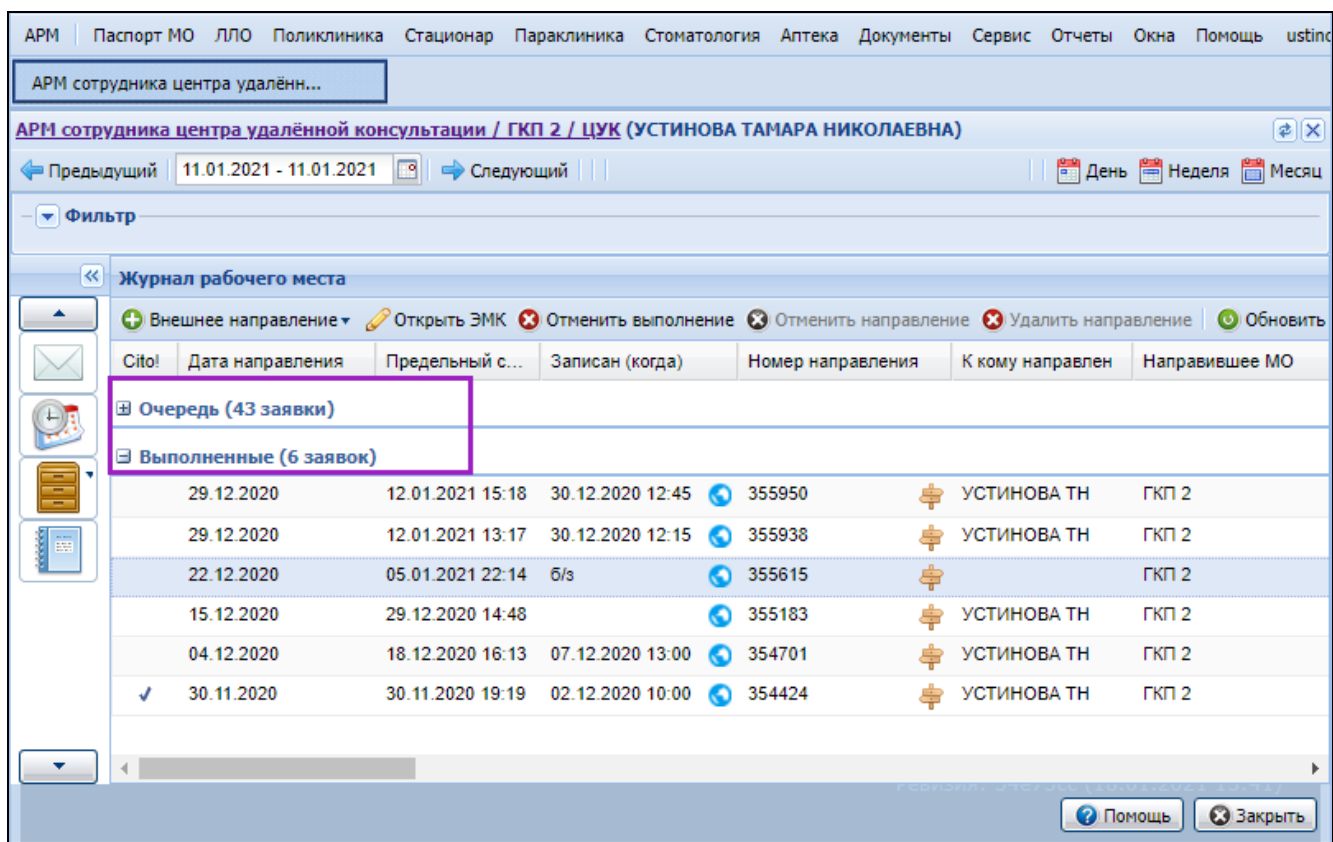 АРМ Паспорт МО ЛЛО Поликлиника Стационар Параклиника Стоматология Аптека Документы Сервис Отчеты Окна Помощь ustinc
АРМ сотрудника центра удалённ...
АРМ сотрудника центра удалённой консультации / ГКП 2 / ЦУК (УСТИНОВА ТАМАРА НИКОЛАЕВНА)
Предыдущий 11.01.2021 - 11.01.2021 Следующий День Неделя Месяц
Фильтр
Журнал рабочего места
Внешнее направление Открыть ЭМК Отменить выполнение Отменить направление Удалить направление Обновить
Cito! Дата направления Предельный с... Записан (когда) Номер направления К кому направлен Направившее МО
Очередь (43 заявки)
Выполненные (6 заявок)
29.12.2020 12.01.2021 15:18 30.12.2020 12:45 355950 УСТИНОВА ТН ГКП 2
29.12.2020 12.01.2021 13:17 30.12.2020 12:15 355938 УСТИНОВА ТН ГКП 2
22.12.2020 05.01.2021 22:14 б/з 355615 ГКП 2
15.12.2020 29.12.2020 14:48 355183 УСТИНОВА ТН ГКП 2
04.12.2020 18.12.2020 16:13 07.12.2020 13:00 354701 УСТИНОВА ТН ГКП 2
30.11.2020 30.11.2020 19:19 02.12.2020 10:00 354424 УСТИНОВА ТН ГКП 2
Помощь Закрыть